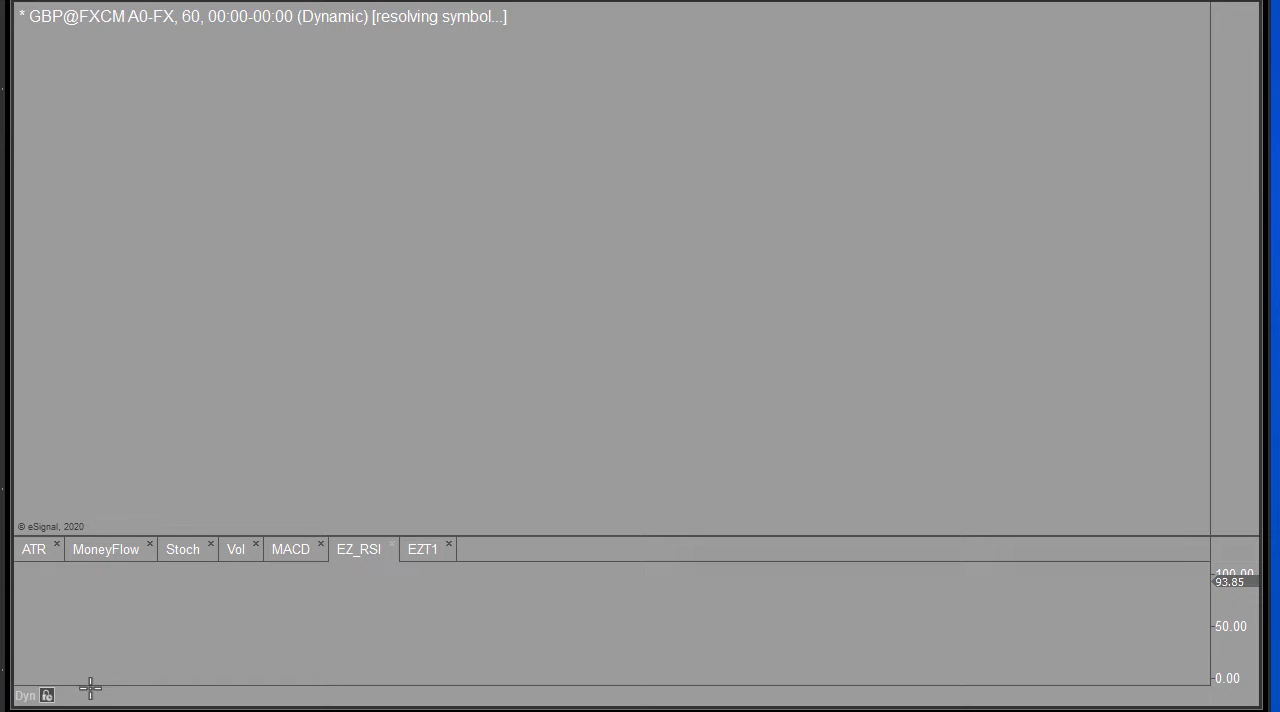 * GBP@FXCM A0-FX, 60, 00:00-00:00 (Dynamic) [resolving symbol...]
© eSignal, 2020
ATR MoneyFlow Stoch Vol MACD EZ_RSI EZT1
100.00
93.85
50.00
0.00
Dyn